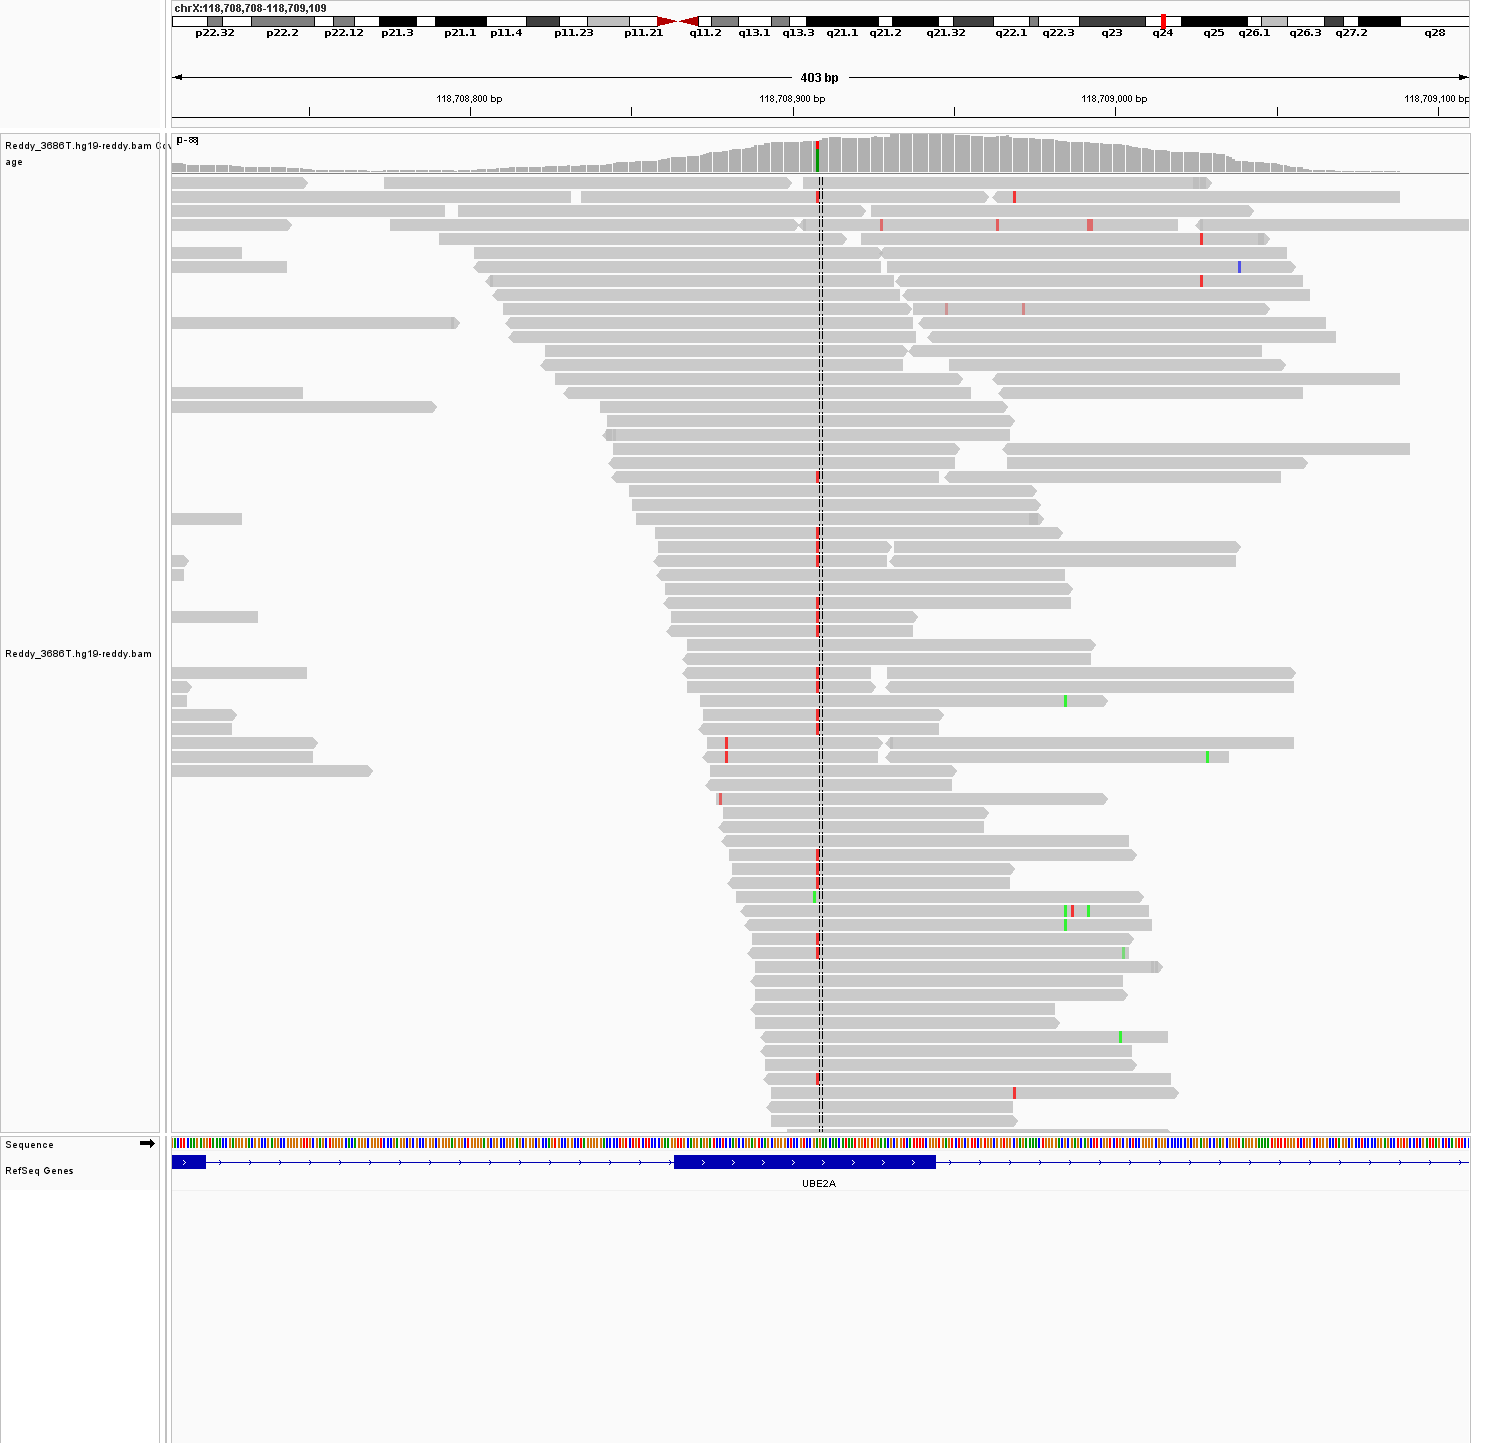 chrX:118,708,708-118,709,109
p22.32 p22.2 p22.12 p21.3 p21.1 p11.4 p11.23 p11.21 q11.2 q13.1 q13.3 q21.1 q21.2 q21.32 q22.1 q22.3 q23 q24 q25 q26.1 q26.3 q27.2 q28
403 bp
118,708,800 bp 118,708,900 bp 118,709,000 bp 118,709,100 bp
Reddy_3686T.hg19-reddy.bam Cov
age
[0 - 88]
Reddy_3686T.hg19-reddy.bam
Sequence
RefSeq Genes
UBE2A